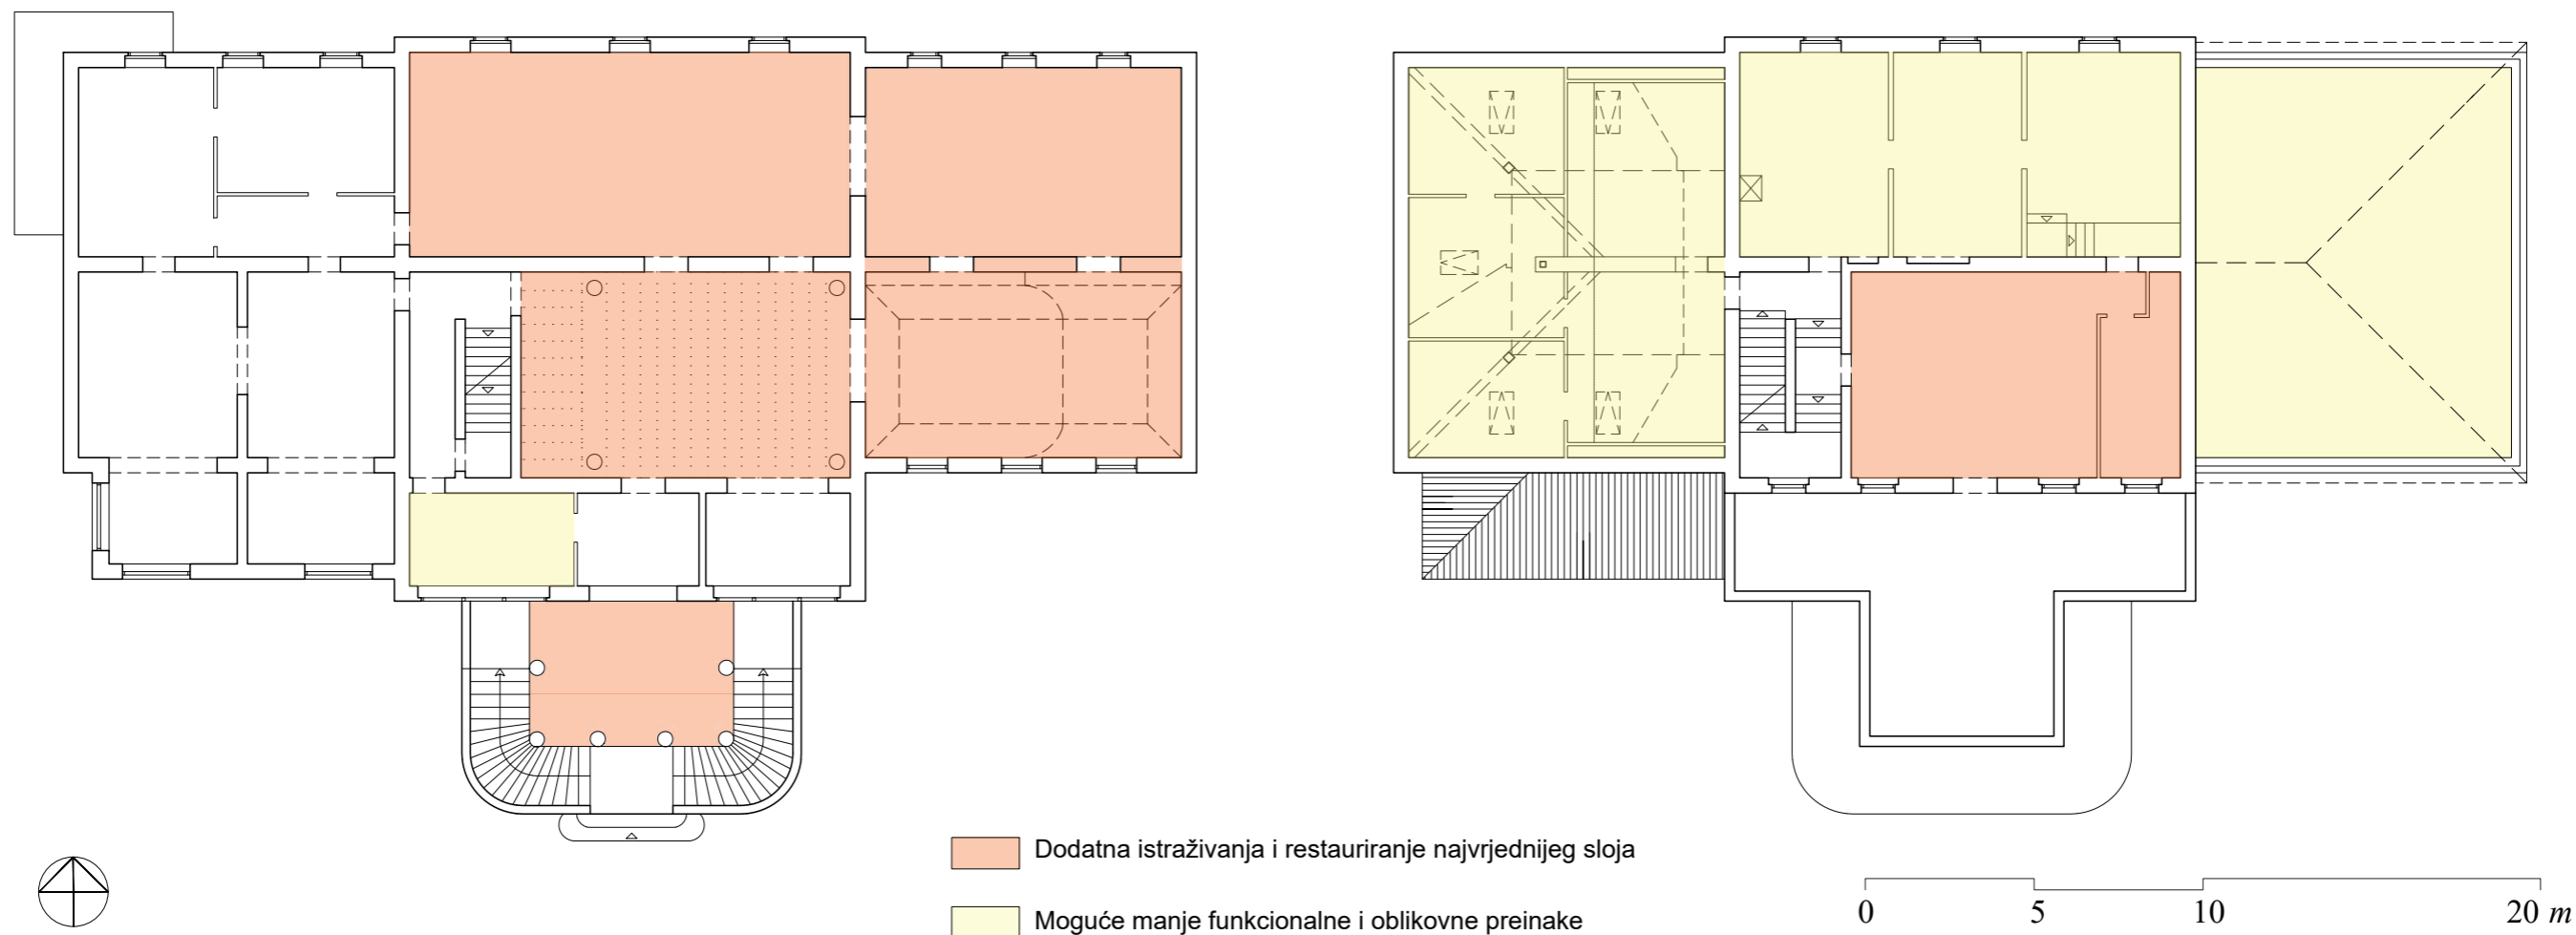 Dodatna istraživanja i restauriranje najvrjednijeg sloja
Moguće manje funkcionalne i oblikovne preinake
0 5 10 20 m